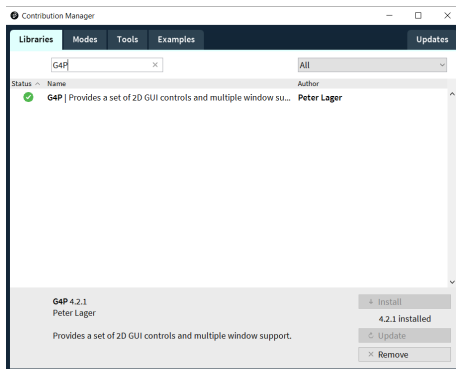 Contribution Manager
Libraries Modes Tools Examples Updates
G4P All
Status Name Author
G4P | Provides a set of 2D GUI controls and multiple window su... Peter Lager
G4P 4.2.1
Peter Lager
Provides a set of 2D GUI controls and multiple window support.
Install
4.2.1 installed
Update
Remove